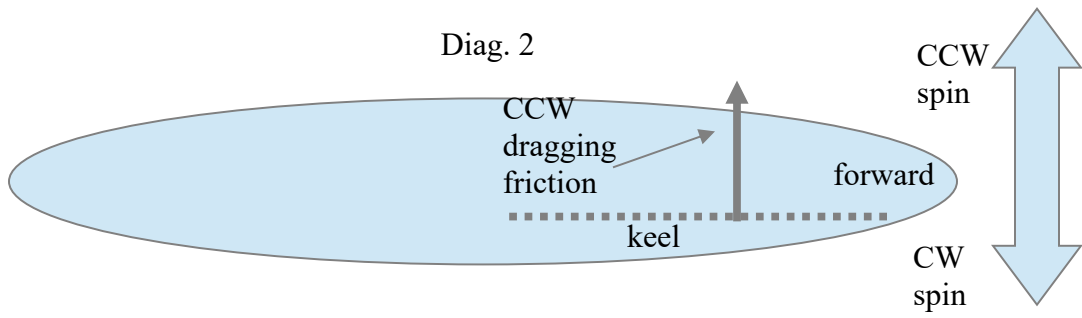 Diag. 2
CCW
spin
CCW
dragging
friction
forward
keel
CW
spin